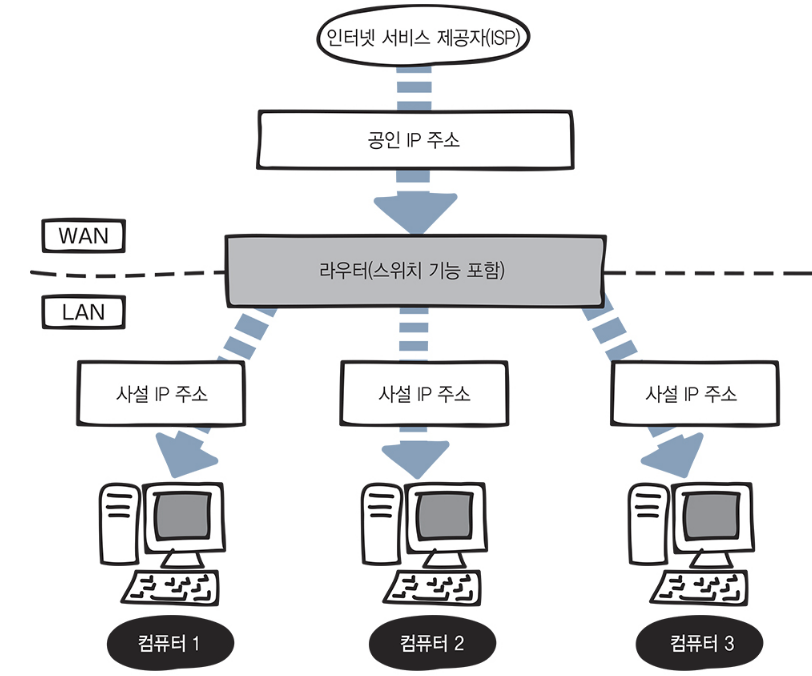 인터넷 서비스 제공자(ISP)
공인 IP 주소
WAN
라우터(스위치 기능 포함)
LAN
사설 IP 주소
사설 IP 주소
사설 IP 주소
컴퓨터 1
컴퓨터 2
컴퓨터 3